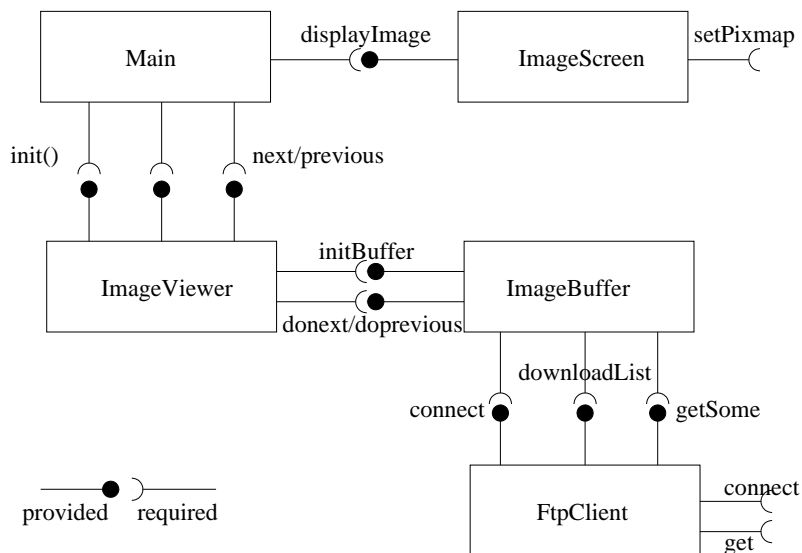 displayImage
setPixmap
Main
ImageScreen
init()
next/previous
initBuffer
ImageViewer
ImageBuffer
donext/doprevious
downloadList
connect
getSome
connect
provided
required
FtpClient
get